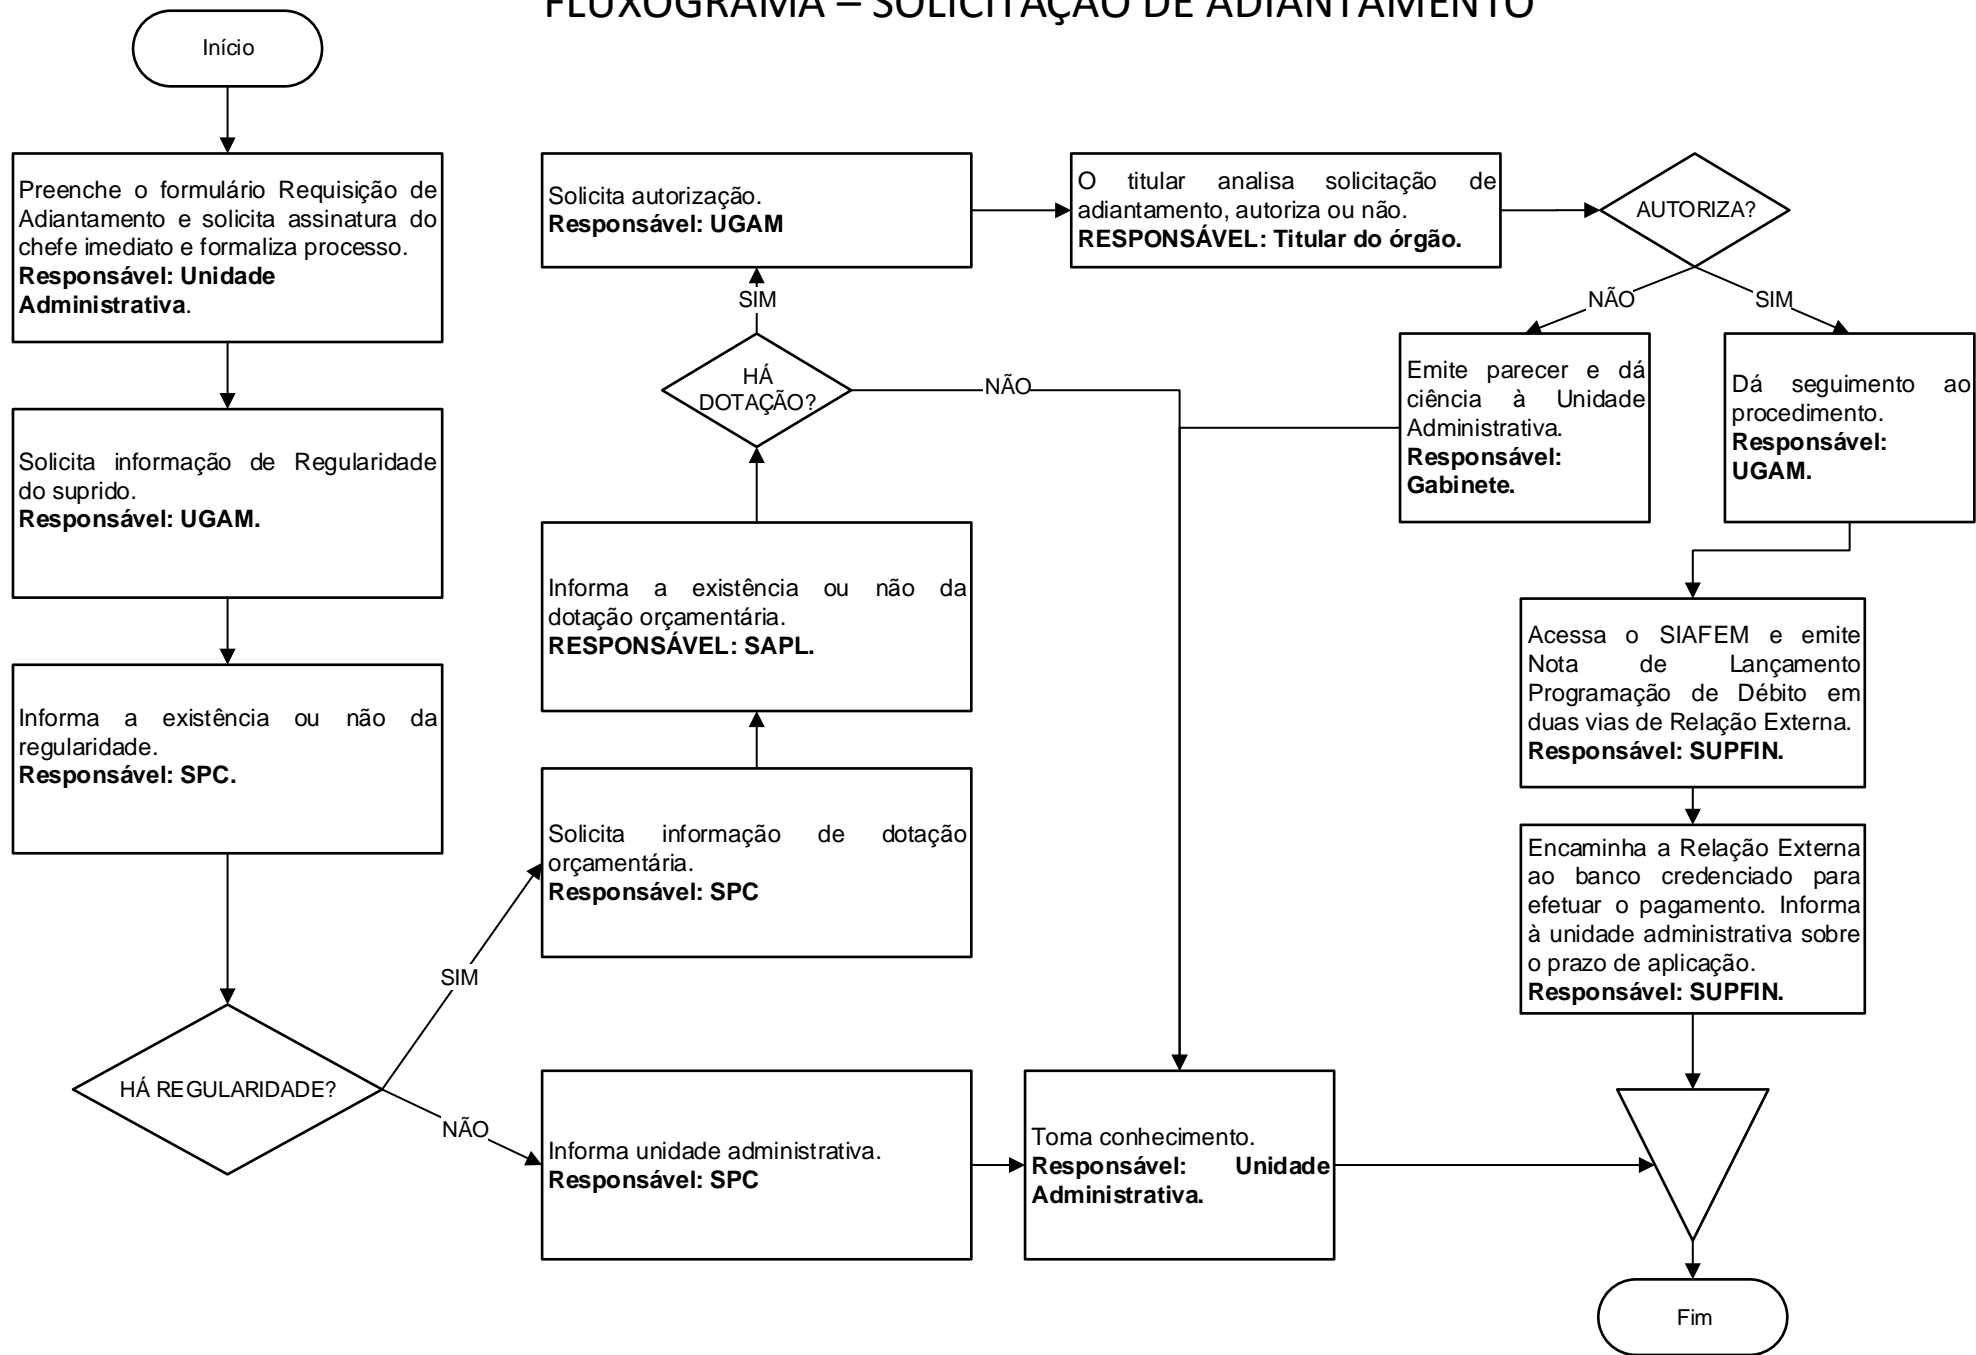 FLUXOGRAMA – SOLICITAÇÃO DE ADIANTAMENTO
Início
Preenche o formulário Requisição de
Adiantamento e solicita assinatura do
chefe imediato e formaliza processo.
Responsável: Unidade
Administrativa.
Solicita informação de Regularidade
do suprido.
Responsável: UGAM.
Informa a existência ou não da
regularidade.
Responsável: SPC.
HÁ REGULARIDADE?
SIM
NÃO
Solicita informação de dotação
orçamentária.
Responsável: SPC
Informa unidade administrativa.
Responsável: SPC
Informa a existência ou não da
dotação orçamentária.
RESPONSÁVEL: SAPL.
HÁ
DOTAÇÃO?
SIM
NÃO
Solicita autorização.
Responsável: UGAM
O titular analisa solicitação de
adiantamento, autoriza ou não.
RESPONSÁVEL: Titular do órgão.
AUTORIZA?
NÃO
SIM
Emite parecer e dá
ciência à Unidade
Administrativa.
Responsável:
Gabinete.
Dá seguimento ao
procedimento.
Responsável:
UGAM.
Acessa o SIAFEM e emite
Nota de Lançamento
Programação de Débito em
duas vias de Relação Externa.
Responsável: SUPFIN.
Encaminha a Relação Externa
ao banco credenciado para
efetuar o pagamento. Informa
à unidade administrativa sobre
o prazo de aplicação.
Responsável: SUPFIN.
Toma conhecimento.
Responsável: Unidade
Administrativa.
Fim